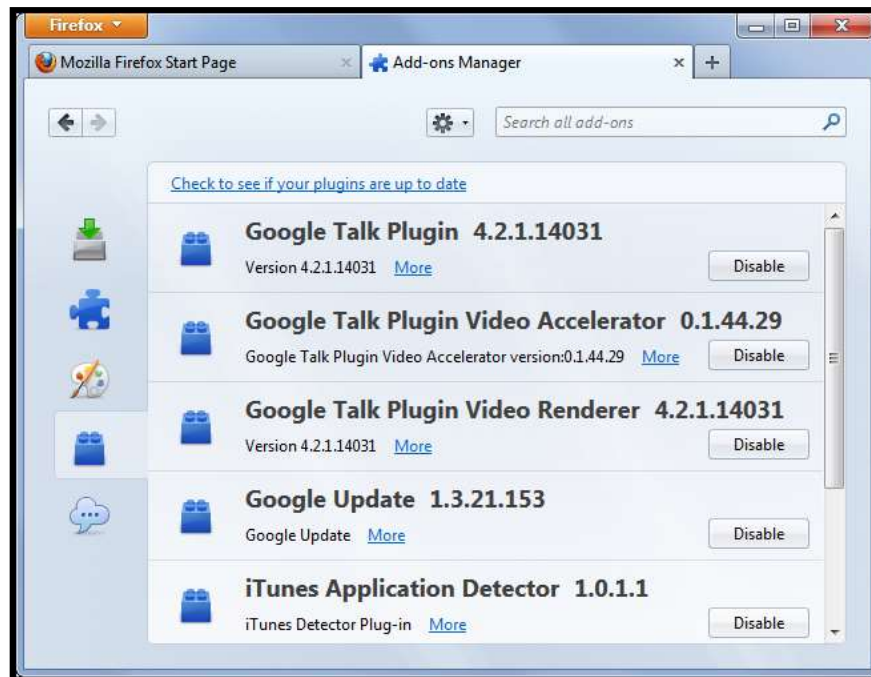 Firefox
Mozilla Firefox Start Page
Add-ons Manager
Search all add-ons
Check to see if your plugins are up to date
Google Talk Plugin 4.2.1.14031
Version 4.2.1.14031 More
Disable
Google Talk Plugin Video Accelerator 0.1.44.29
Google Talk Plugin Video Accelerator version:0.1.44.29 More
Disable
Google Talk Plugin Video Renderer 4.2.1.14031
Version 4.2.1.14031 More
Disable
Google Update 1.3.21.153
Google Update More
Disable
iTunes Application Detector 1.0.1.1
iTunes Detector Plug-in More
Disable